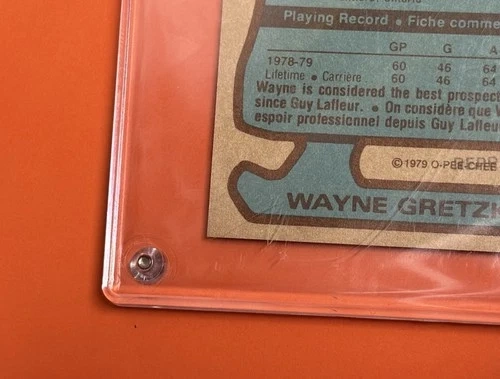 Playing Record • Fiche comme
GP G A
1978-79 60 46 64
Lifetime • Carrière 60 46 64
Wayne is considered the best prospect
since Guy Lafleur. • On considère que W
espoir professionnel depuis Guy Lafleu
©1979 O-PEE-CHEE
WAYNE GRETZK